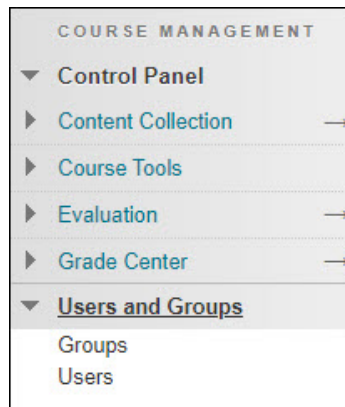 COURSE MANAGEMENT
Control Panel
Content Collection
Course Tools
Evaluation
Grade Center
Users and Groups
Groups
Users